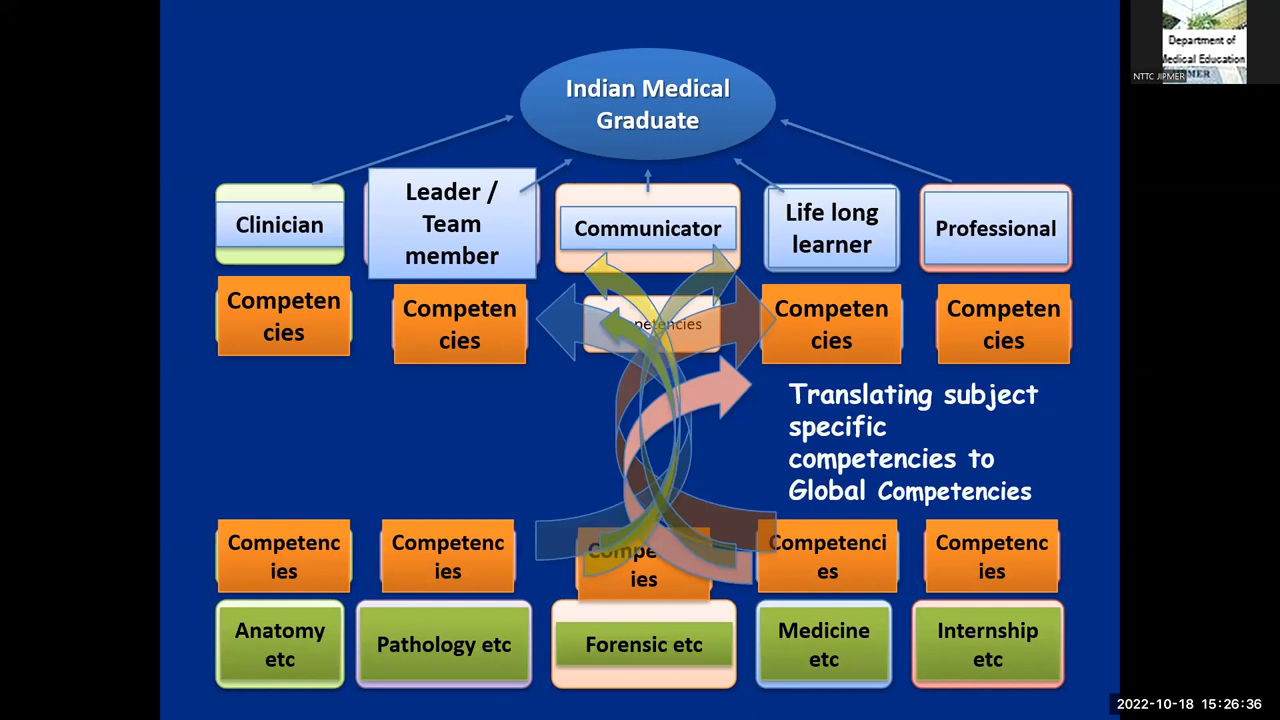 Indian Medical
Graduate
Department of
Medical Education
JIPMER
NTTC JIPMER
Clinician
Leader /
Team
member
Communicator
Life long
learner
Professional
Competen
cies
Competen
cies
petencies
Competen
cies
Competen
cies
Translating subject
specific
competencies to
Global Competencies
Competenc
ies
Competenc
ies
Compe
ies
Competenci
es
Competenc
ies
Anatomy
etc
Pathology etc
Forensic etc
Medicine
etc
Internship
etc
2022-10-18 15:26:36